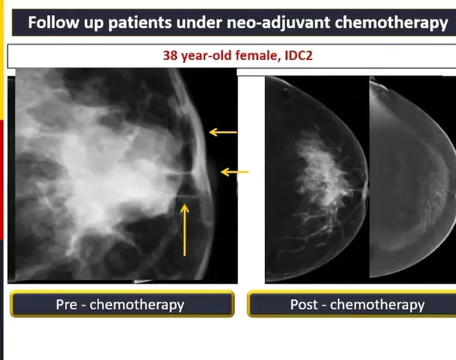 Follow up patients under neo-adjuvant chemotherapy
38 year-old female, IDC2
Pre - chemotherapy
Post - chemotherapy